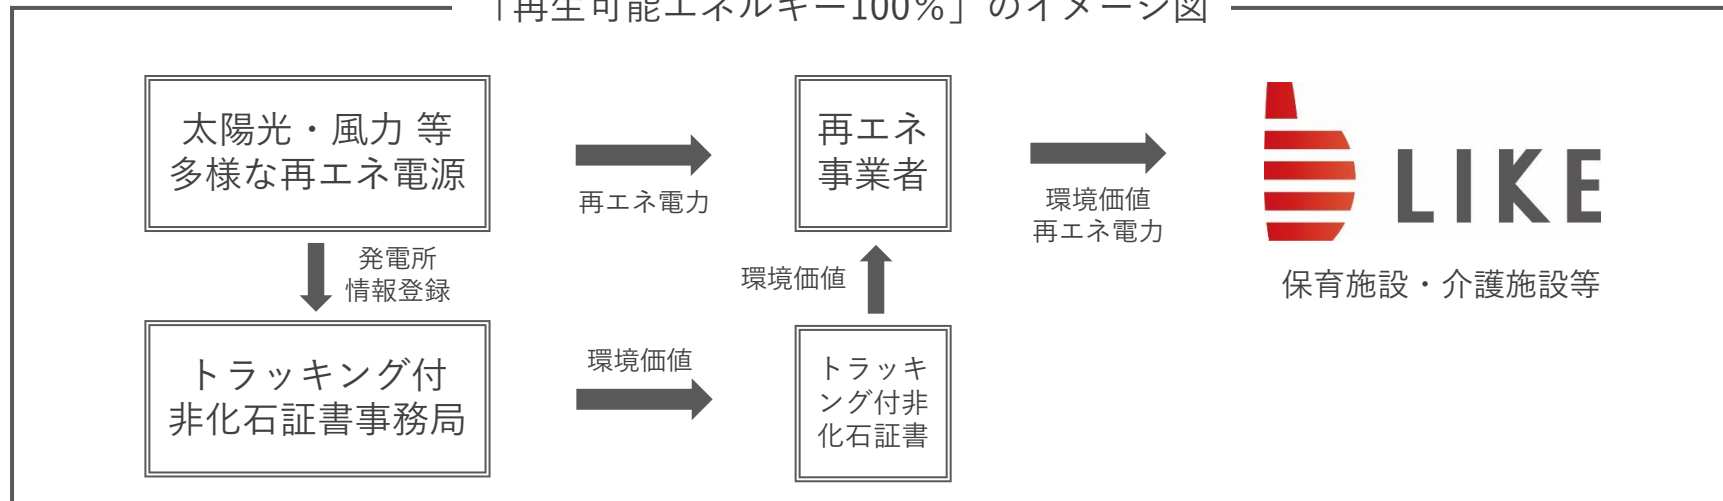 「再生可能エネルギー100%」のイメージ図
太陽光・風力 等
多様な再エネ電源
再エネ電力
再エネ
事業者
環境価値
再エネ電力
LIKE
保育施設・介護施設等
発電所
情報登録
環境価値
トラッキング付
非化石証書事務局
環境価値
トラッキ
ング付非
化石証書